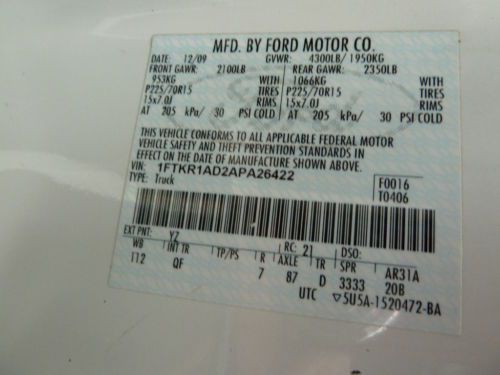 MFD. BY FORD MOTOR CO.
DATE: 12/09 GVWR: 4300LB/ 1950KG
FRONT GAWR: 2100LB REAR GAWR: 2350LB
953KG WITH 1066KG WITH
P225/70R15 TIRES P225/70R15 TIRES
15x7.0J RIMS 15x7.0J RIMS
AT 205 kPa/ 30 PSI COLD AT 205 kPa/ 30 PSI COLD
THIS VEHICLE CONFORMS TO ALL APPLICABLE FEDERAL MOTOR
VEHICLE SAFETY AND THEFT PREVENTION STANDARDS IN
EFFECT ON THE DATE OF MANUFACTURE SHOWN ABOVE.
VIN: 1FTKR1AD2APA26422 F0016
TYPE: Truck T0406
EXT PNT: YZ RC: 21 DSO:
WB INT TR TP/PS R AXLE TR SPR AR31A
112 QF 7 87 D 3333 20B
UTC 5U5A-1520472-BA